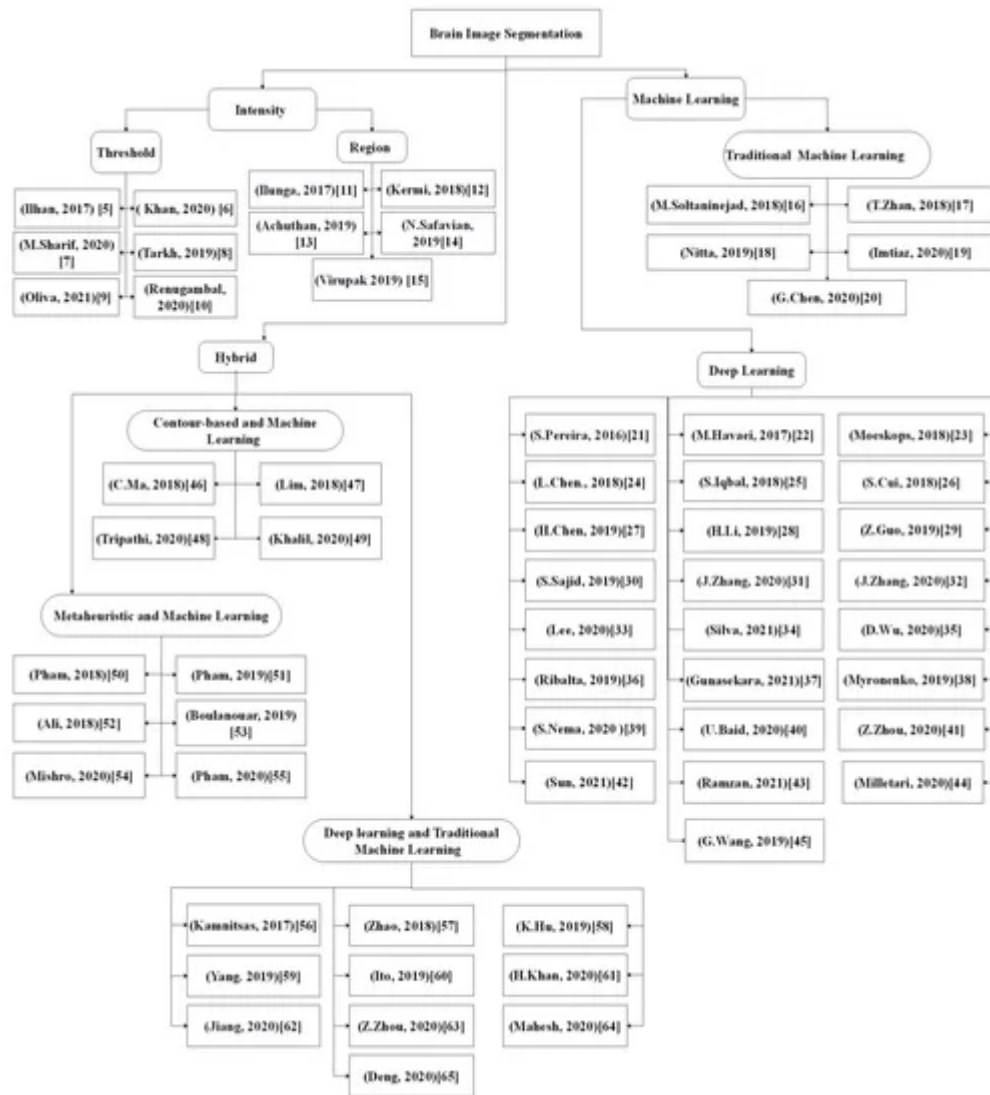 Brain Image Segmentation
Intensity
Machine Learning
Threshold
Region
Traditional Machine Learning
(Ilhan, 2017) [5]
( Khan, 2020) [6]
(M.Sharif, 2020)
[7]
(Tarkh, 2019)[8]
(Oliva, 2021)[9]
(Renugambal,
2020)[10]
(Ilunga, 2017)[11]
(Kermi, 2018)[12]
(Achuthan, 2019)
[13]
(N.Safavian,
2019[14]
(Virupak 2019) [15]
(M.Soltaninejad, 2018)[16]
(T.Zhan, 2018)[17]
(Nitta, 2019)[18]
(Imtiaz, 2020)[19]
(G.Chen, 2020)[20]
Hybrid
Deep Learning
Contour-based and Machine
Learning
(C.Ma, 2018)[46]
(Lim, 2018)[47]
(Tripathi, 2020)[48]
(Khalil, 2020)[49]
Metaheuristic and Machine Learning
(Pham, 2018)[50]
(Pham, 2019)[51]
(Ali, 2018)[52]
(Boulanouar, 2019)
[53]
(Mishro, 2020)[54]
(Pham, 2020)[55]
(S.Pereira, 2016)[21]
(M.Havaei, 2017)[22]
(Moeskops, 2018)[23]
(L.Chen., 2018)[24]
(S.Iqbal, 2018)[25]
(S.Cui, 2018)[26]
(H.Chen, 2019)[27]
(H.Li, 2019)[28]
(Z.Guo, 2019)[29]
(S.Sajid, 2019)[30]
(J.Zhang, 2020)[31]
(J.Zhang, 2020)[32]
(Lee, 2020)[33]
(Silva, 2021)[34]
(D.Wu, 2020)[35]
(Ribalta, 2019)[36]
(Gunasekara, 2021)[37]
(Myronenko, 2019)[38]
(S.Nema, 2020 )[39]
(U.Baid, 2020)[40]
(Z.Zhou, 2020)[41]
(Sun, 2021)[42]
(Ramzan, 2021)[43]
(Milletari, 2020)[44]
(G.Wang, 2019)[45]
Deep learning and Traditional
Machine Learning
(Kamnitsas, 2017)[56]
(Zhao, 2018)[57]
(K.Hu, 2019)[58]
(Yang. 2019)[59]
(Ito, 2019)[60]
(H.Khan, 2020)[61]
(Jiang, 2020)[62]
(Z.Zhou, 2020)[63]
(Mahesh, 2020)[64]
(Deng, 2020)[65]